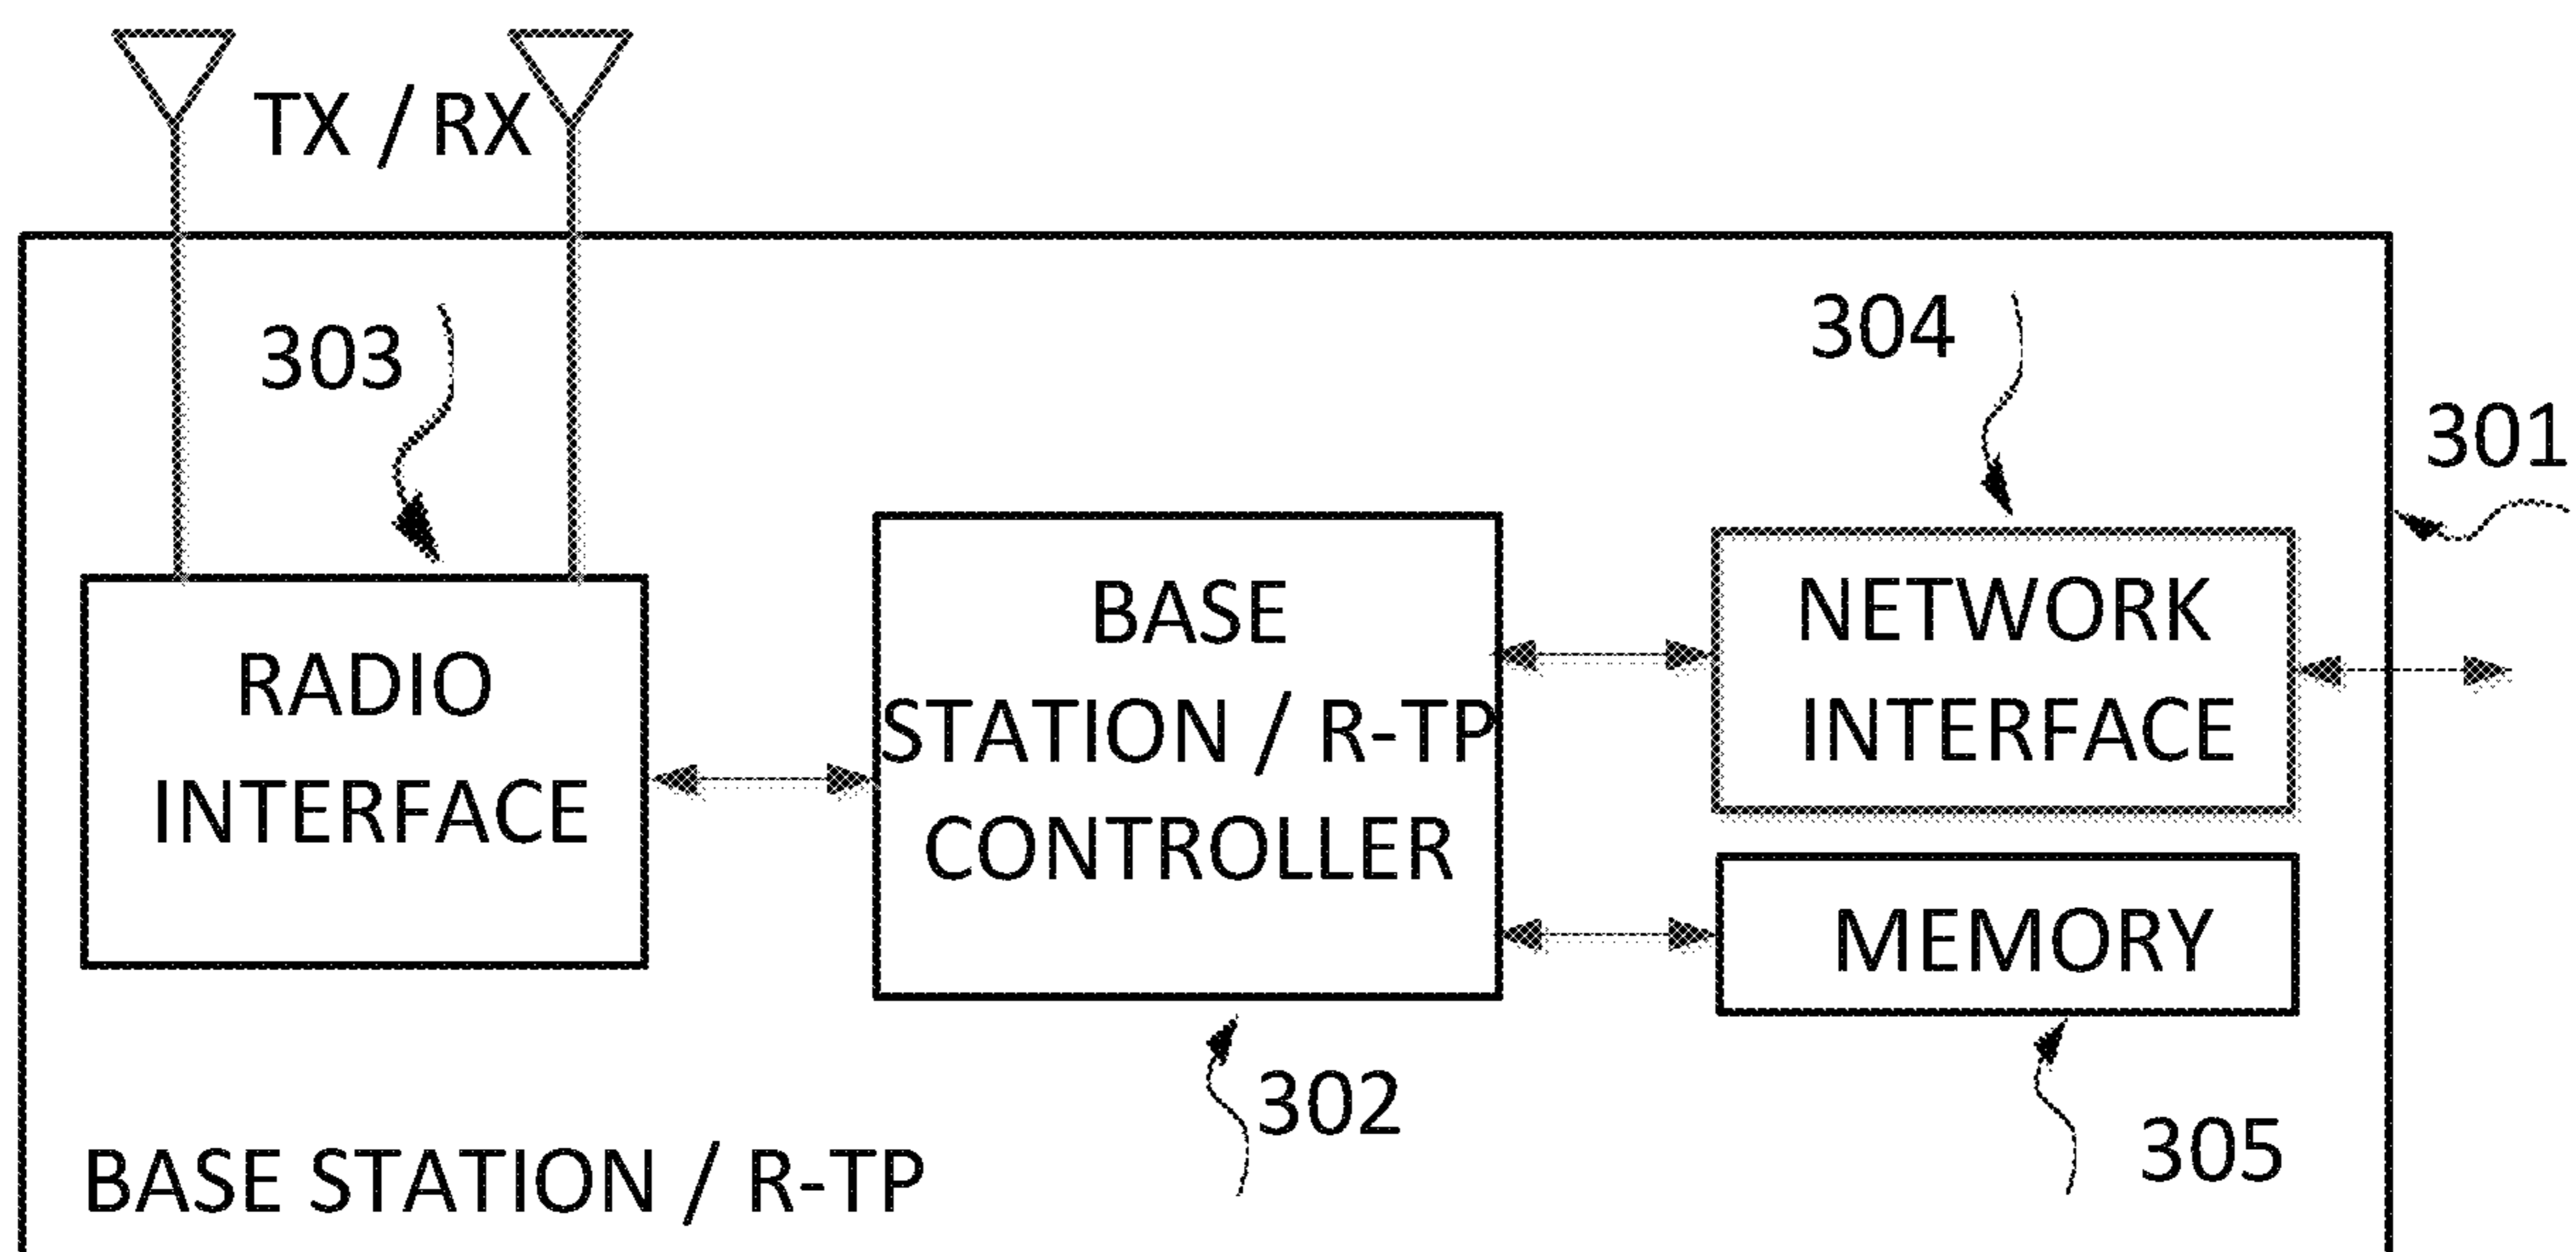 TX / RX
303
304
301
RADIO
INTERFACE
BASE
STATION / R-TP
CONTROLLER
NETWORK
INTERFACE
MEMORY
302
305
BASE STATION / R-TP